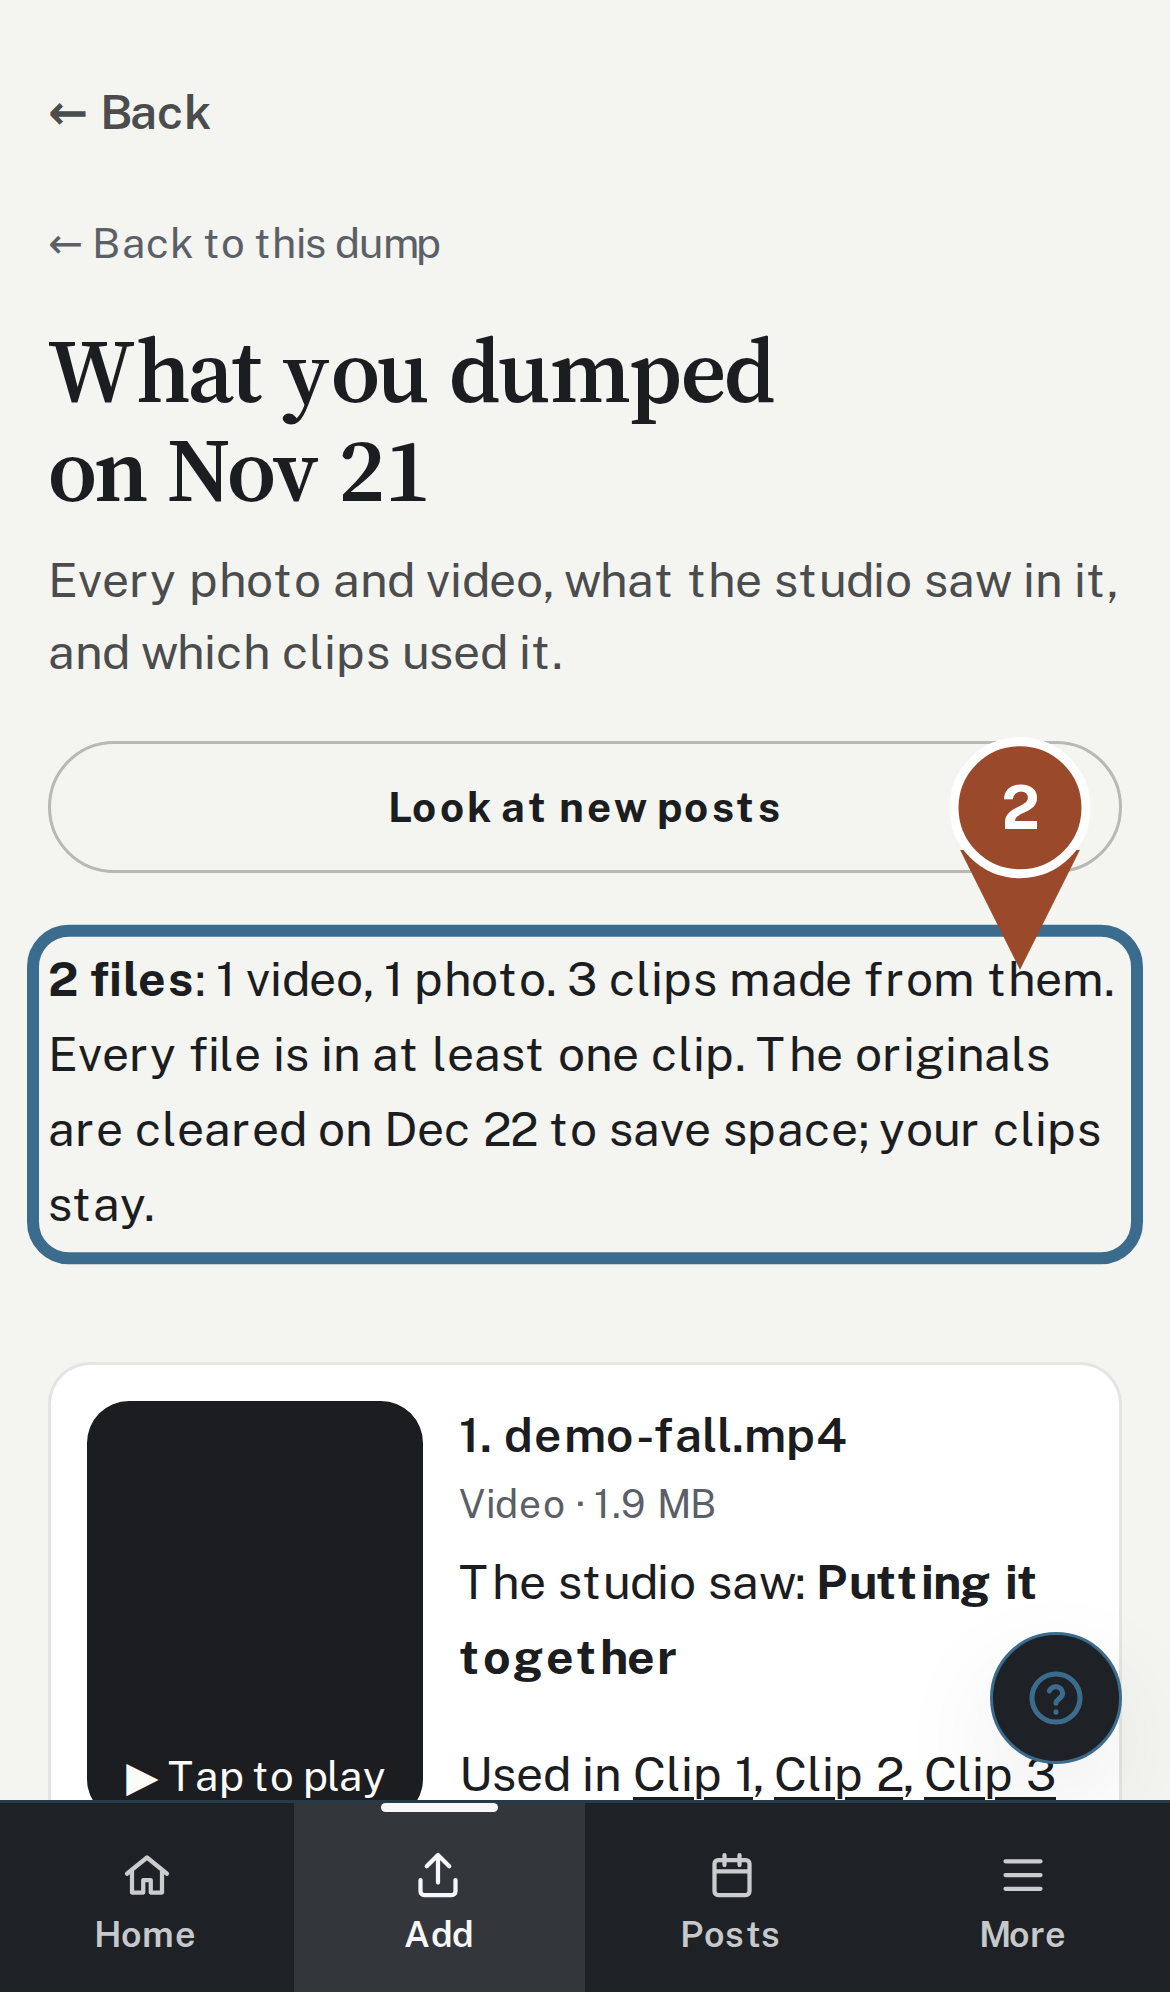 ← Back
← Back to this dump
What you dumped
on Nov 21
Every photo and video, what the studio saw in it,
and which clips used it.
Look at new posts
2
2 files: 1 video, 1 photo. 3 clips made from them.
Every file is in at least one clip. The originals
are cleared on Dec 22 to save space; your clips
stay.
1. demo-fall.mp4
Video · 1.9 MB
The studio saw: Putting it
together
▶ Tap to play
Used in Clip 1, Clip 2, Clip 3
Home
Add
Posts
More